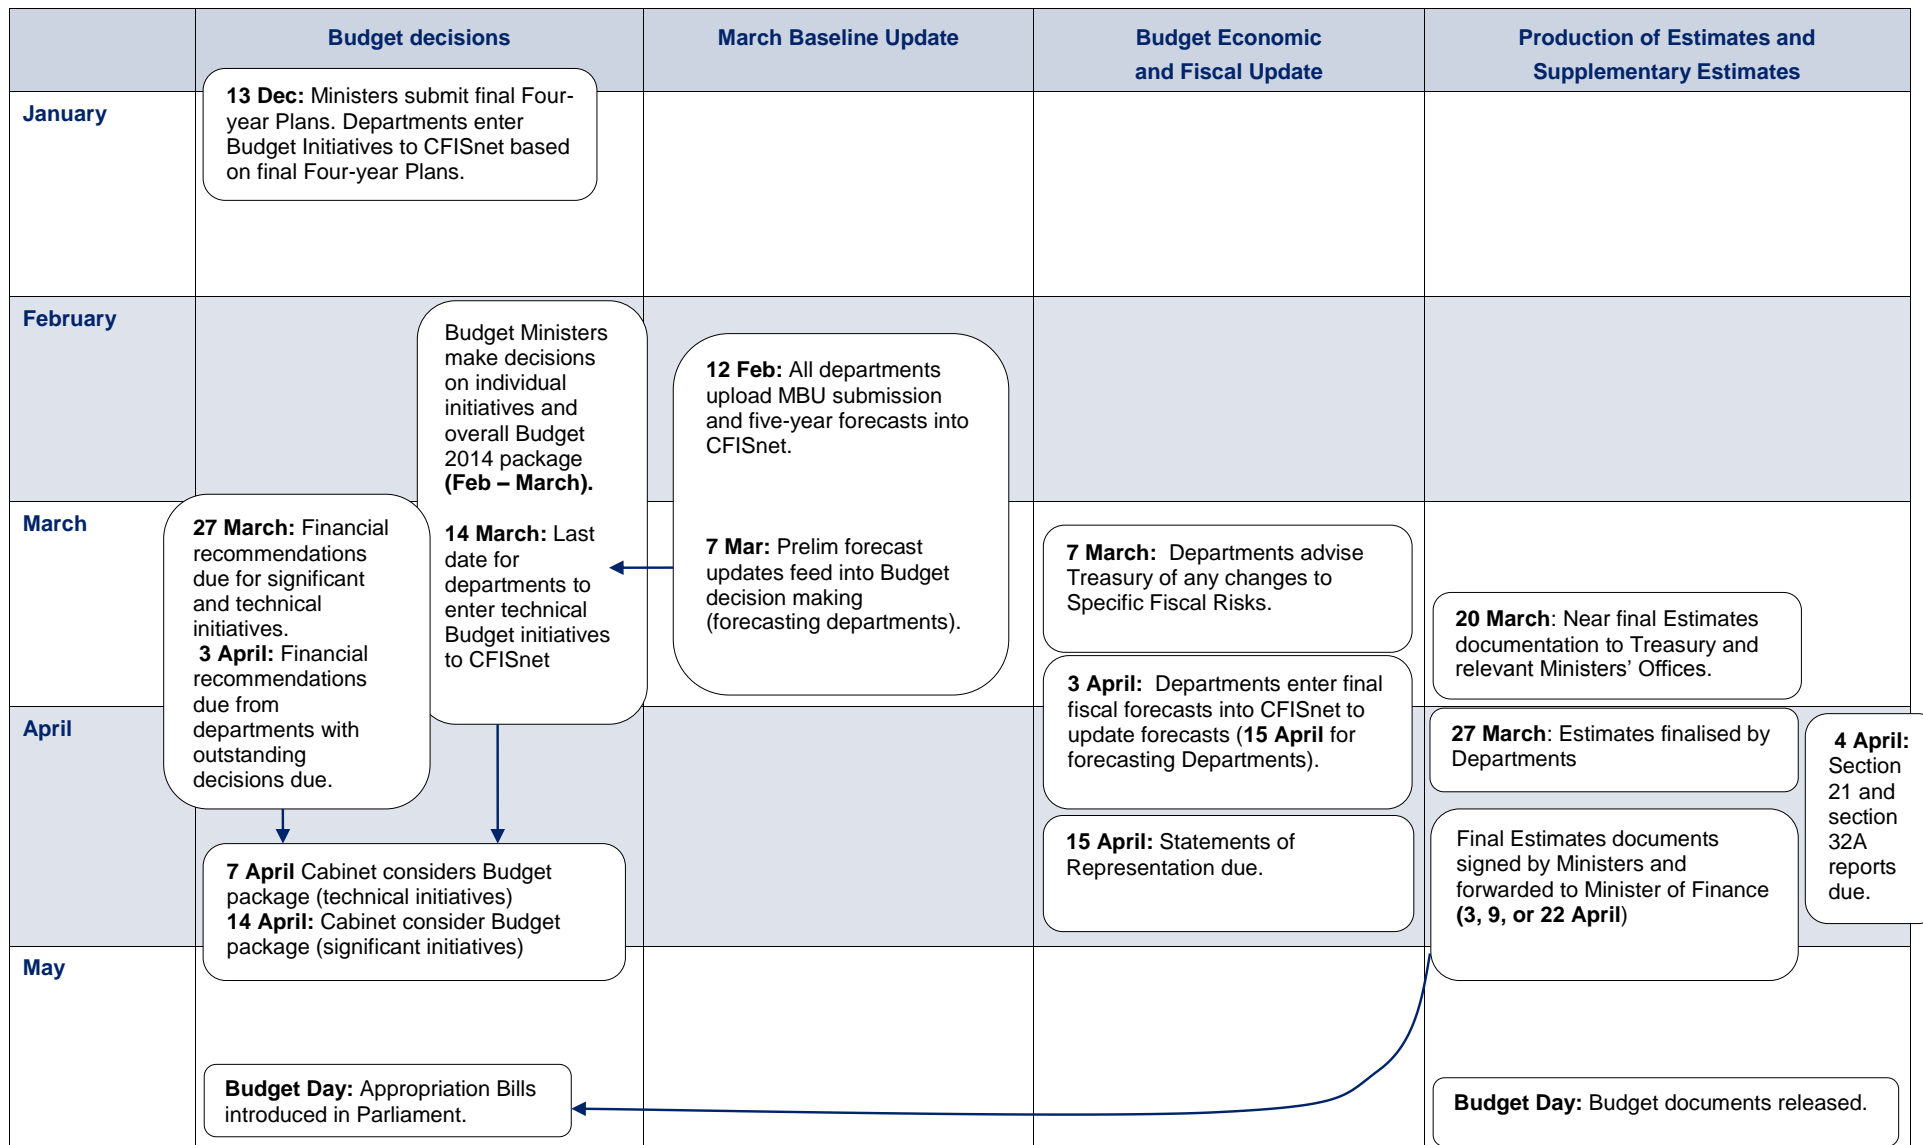 Budget decisions
March Baseline Update
Budget Economic
and Fiscal Update
Production of Estimates and
Supplementary Estimates
January
13 Dec: Ministers submit final Four-
year Plans. Departments enter
Budget Initiatives to CFISnet based
on final Four-year Plans.
February
Budget Ministers
make decisions
on individual
initiatives and
overall Budget
2014 package
(Feb – March).
14 March: Last
date for
departments to
enter technical
Budget initiatives
to CFISnet
12 Feb: All departments
upload MBU submission
and five-year forecasts into
CFISnet.
7 Mar: Prelim forecast
updates feed into Budget
decision making
(forecasting departments).
March
27 March: Financial
recommendations
due for significant
and technical
initiatives.
3 April: Financial
recommendations
due from
departments with
outstanding
decisions due.
7 March: Departments advise
Treasury of any changes to
Specific Fiscal Risks.
20 March: Near final Estimates
documentation to Treasury and
relevant Ministers’ Offices.
3 April: Departments enter final
fiscal forecasts into CFISnet to
update forecasts (15 April for
forecasting Departments).
April
27 March: Estimates finalised by
Departments
4 April:
Section
21 and
section
32A
reports
due.
7 April Cabinet considers Budget
package (technical initiatives)
14 April: Cabinet consider Budget
package (significant initiatives)
15 April: Statements of
Representation due.
Final Estimates documents
signed by Ministers and
forwarded to Minister of Finance
(3, 9, or 22 April)
May
Budget Day: Appropriation Bills
introduced in Parliament.
Budget Day: Budget documents released.